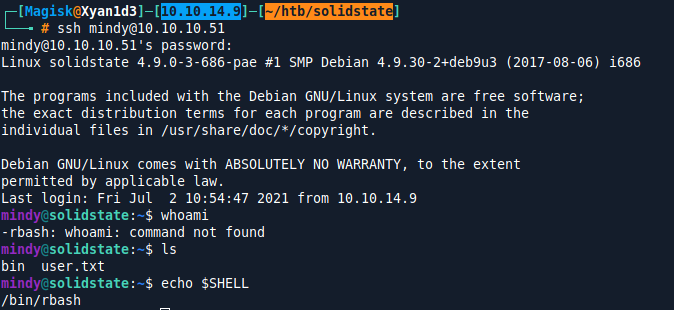 [Magisk@Xyan1d3]-[10.10.14.9]-[~/htb/solidstate]
# ssh mindy@10.10.10.51
mindy@10.10.10.51's password:
Linux solidstate 4.9.0-3-686-pae #1 SMP Debian 4.9.30-2+deb9u3 (2017-08-06) i686

The programs included with the Debian GNU/Linux system are free software;
the exact distribution terms for each program are described in the
individual files in /usr/share/doc/*/copyright.

Debian GNU/Linux comes with ABSOLUTELY NO WARRANTY, to the extent
permitted by applicable law.
Last login: Fri Jul  2 10:54:47 2021 from 10.10.14.9
mindy@solidstate:~$ whoami
-rbash: whoami: command not found
mindy@solidstate:~$ ls
bin  user.txt
mindy@solidstate:~$ echo $SHELL
/bin/rbash